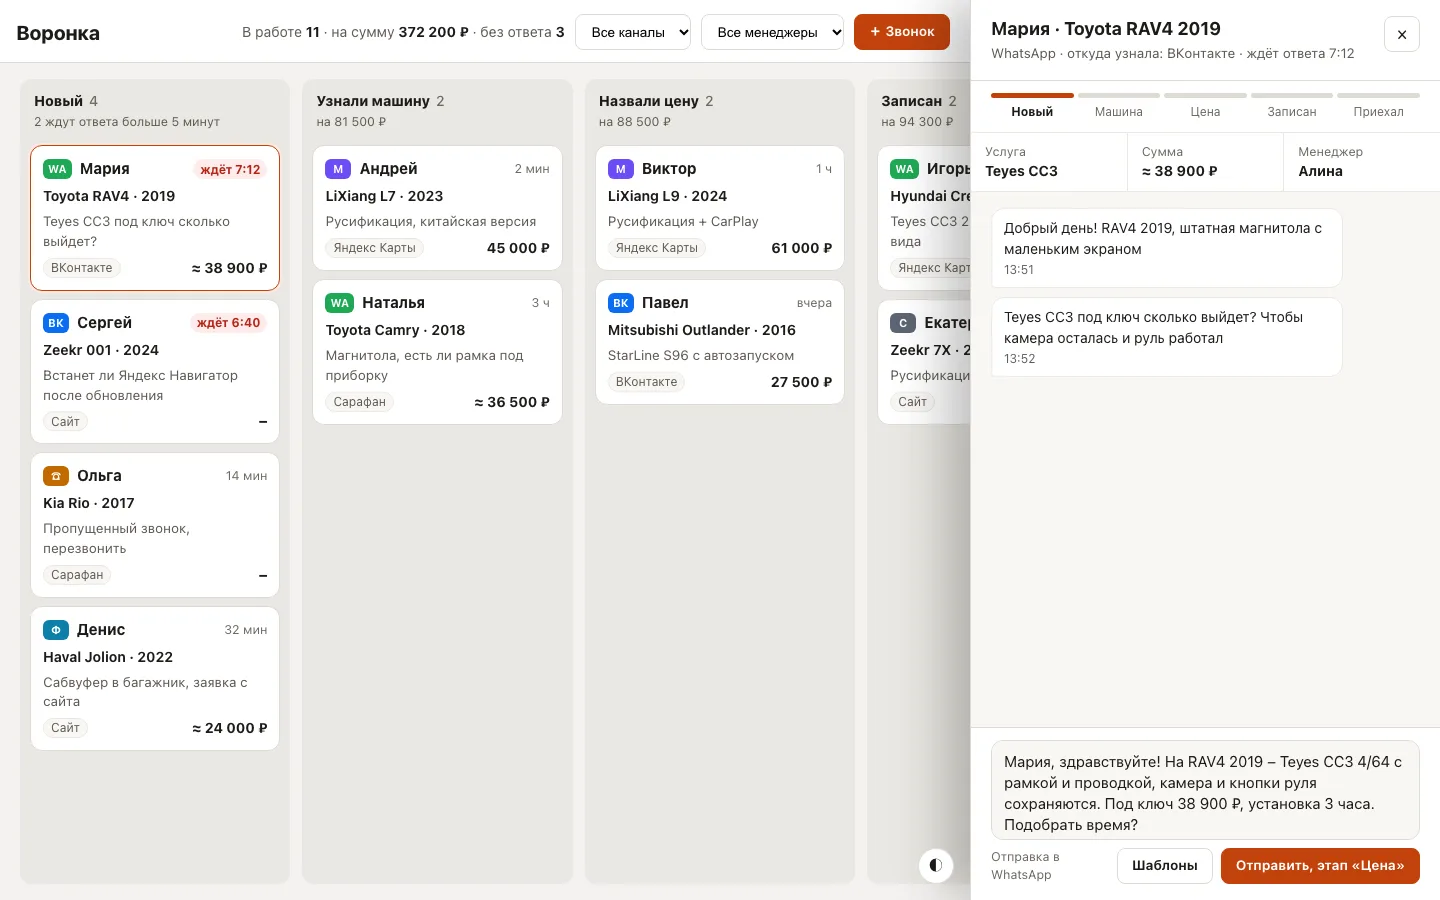 Воронка
В работе 11 · на сумму 372 200 ₽ · без ответа 3
Все каналы
Все менеджеры
+ Звонок
Новый 4
2 ждут ответа больше 5 минут
WA Мария ждёт 7:12
Toyota RAV4 · 2019
Teyes CC3 под ключ сколько
выйдет?
ВКонтакте ≈ 38 900 ₽
ВК Сергей ждёт 6:40
Zeekr 001 · 2024
Встанет ли Яндекс Навигатор
после обновления
Сайт –
☎ Ольга 14 мин
Kia Rio · 2017
Пропущенный звонок,
перезвонить
Сарафан –
Ф Денис 32 мин
Haval Jolion · 2022
Сабвуфер в багажник, заявка с
сайта
Сайт ≈ 24 000 ₽
Узнали машину 2
на 81 500 ₽
M Андрей 2 мин
LiXiang L7 · 2023
Русификация, китайская версия
Яндекс Карты 45 000 ₽
WA Наталья 3 ч
Toyota Camry · 2018
Магнитола, есть ли рамка под
приборку
Сарафан ≈ 36 500 ₽
Назвали цену 2
на 88 500 ₽
M Виктор 1 ч
LiXiang L9 · 2024
Русификация + CarPlay
Яндекс Карты 61 000 ₽
ВК Павел вчера
Mitsubishi Outlander · 2016
StarLine S96 с автозапуском
ВКонтакте 27 500 ₽
Записан 2
на 94 300 ₽
WA Игорь
Hyundai Cre
Teyes CC3 2
вида
Яндекс Карт
С Екатер
Zeekr 7X · 2
Русификаци
Сайт
Мария · Toyota RAV4 2019
WhatsApp · откуда узнала: ВКонтакте · ждёт ответа 7:12
×
Новый Машина Цена Записан Приехал
Услуга
Teyes CC3
Сумма
≈ 38 900 ₽
Менеджер
Алина
Добрый день! RAV4 2019, штатная магнитола с
маленьким экраном
13:51
Teyes CC3 под ключ сколько выйдет? Чтобы
камера осталась и руль работал
13:52
Мария, здравствуйте! На RAV4 2019 – Teyes CC3 4/64 с
рамкой и проводкой, камера и кнопки руля
сохраняются. Под ключ 38 900 ₽, установка 3 часа.
Подобрать время?
Отправка в
WhatsApp
Шаблоны
Отправить, этап «Цена»